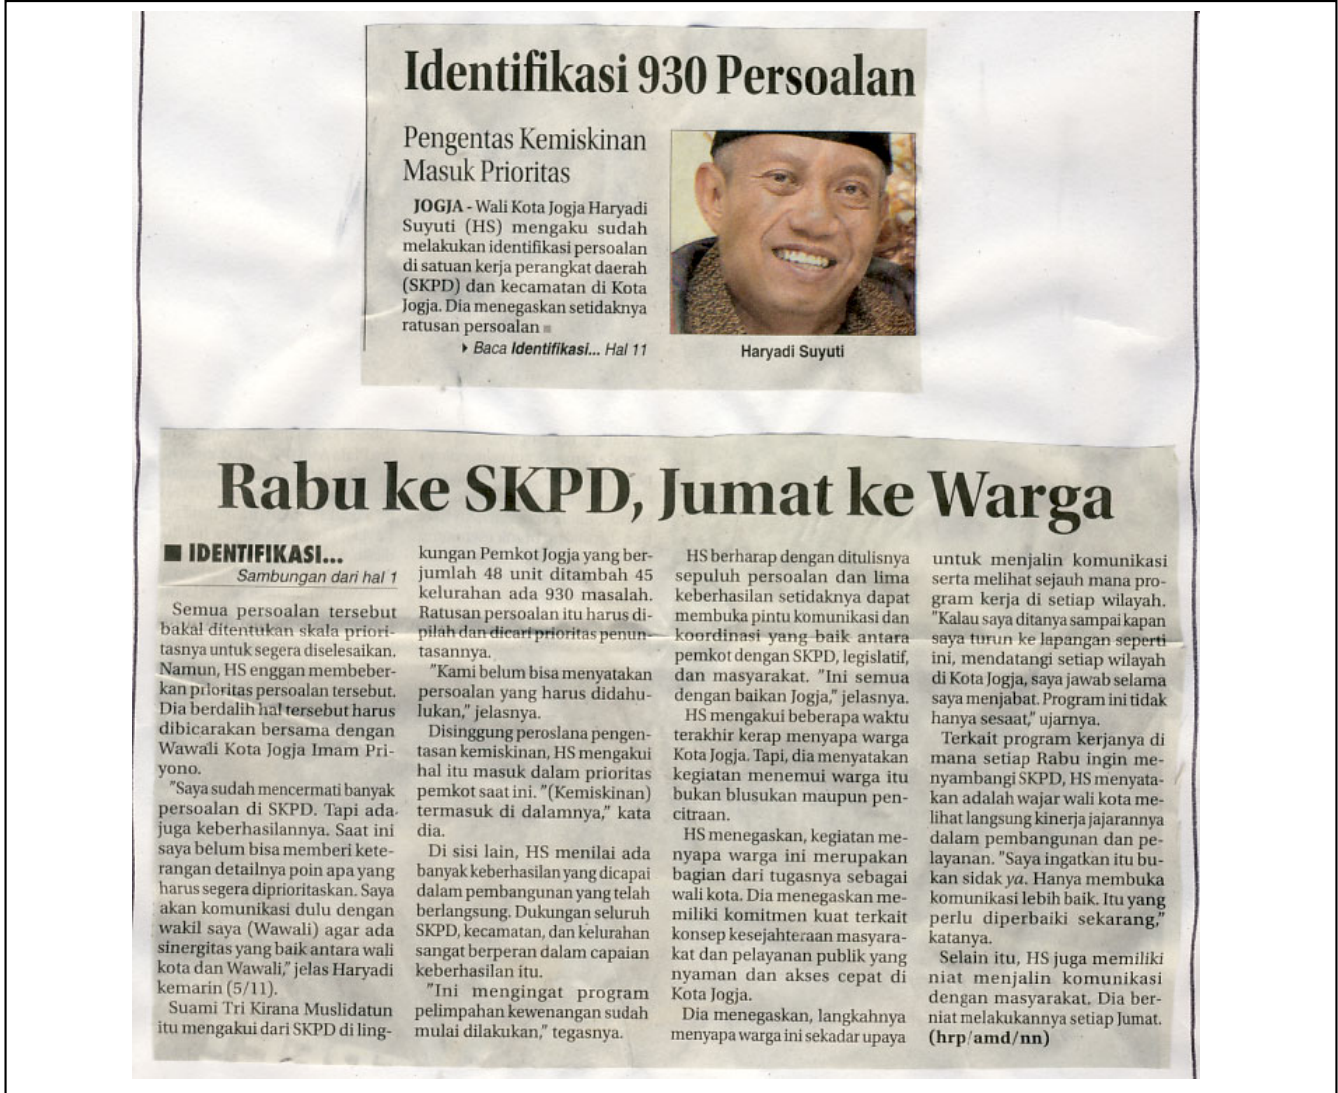 Identifikasi 930 Persoalan
Pengentas Kemiskinan
Masuk Prioritas
JOGJA - Wali Kota Jogja Haryadi
Suyuti (HS) mengaku sudah
melakukan identifikasi persoalan
di satuan kerja perangkat daerah
(SKPD) dan kecamatan di Kota
Jogja. Dia menegaskan setidaknya
ratusan persoalan
Baca Identifikasi... Hal 11
Haryadi Suyuti
Rabu ke SKPD, Jumat ke Warga
IDENTIFIKASI...
Sambungan dari hal 1
Semua persoalan tersebut
bakal ditentukan skala priori-
tasnya untuk segera diselesaikan.
Namun, HS enggan membeber-
kan prioritas persoalan tersebut.
Dia berdalih hal tersebut harus
dibicarakan bersama dengan
Wawali Kota Jogja Imam Pri-
yono.
"Saya sudah mencermati banyak
persoalan di SKPD. Tapi ada
juga keberhasilannya. Saat ini
saya belum bisa memberi kete-
rangan detailnya poin apa yang
harus segera diprioritaskan. Saya
akan komunikasi dulu dengan
wakil saya (Wawali) agar ada
sinergitas yang baik antara wali
kota dan Wawali," jelas Haryadi
kemarin (5/11).
Suami Tri Kirana Muslidatun
itu mengakui dari SKPD di ling-
kungan Pemkot Jogja yang ber-
jumlah 48 unit ditambah 45
kelurahan ada 930 masalah.
Ratusan persoalan itu harus di-
pilah dan dicari prioritas penun-
tasannya.
"Kami belum bisa menyatakan
persoalan yang harus didahu-
lukan," jelasnya.
Disinggung peroslana pengen-
tasan kemiskinan, HS mengakui
hal itu masuk dalam prioritas
pemkot saat ini. "(Kemiskinan)
termasuk di dalamnya," kata
dia.
Di sisi lain, HS menilai ada
banyak keberhasilan yang dicapai
dalam pembangunan yang telah
berlangsung. Dukungan seluruh
SKPD, kecamatan, dan kelurahan
sangat berperan dalam capaian
keberhasilan itu.
"Ini mengingat program
pelimpahan kewenangan sudah
mulai dilakukan," tegasnya.
HS berharap dengan ditulisnya
sepuluh persoalan dan lima
keberhasilan setidaknya dapat
membuka pintu komunikasi dan
koordinasi yang baik antara
pemkot dengan SKPD, legislatif,
dan masyarakat. "Ini semua
dengan baikan Jogja," jelasnya.
HS mengakui beberapa waktu
terakhir kerap menyapa warga
Kota Jogja. Tapi, dia menyatakan
kegiatan menemui warga itu
bukan blusukan maupun pen-
citraan.
HS menegaskan, kegiatan me-
nyapa warga ini merupakan
bagian dari tugasnya sebagai
wali kota. Dia menegaskan me-
miliki komitmen kuat terkait
konsep kesejahteraan masyara-
kat dan pelayanan publik yang
nyaman dan akses cepat di
Kota Jogja.
Dia menegaskan, langkahnya
menyapa warga ini sekadar upaya
untuk menjalin komunikasi
serta melihat sejauh mana pro-
gram kerja di setiap wilayah.
"Kalau saya ditanya sampai kapan
saya turun ke lapangan seperti
ini, mendatangi setiap wilayah
di Kota Jogja, saya jawab selama
saya menjabat. Program ini tidak
hanya sesaat," ujarnya.
Terkait program kerjanya di
mana setiap Rabu ingin me-
nyambangi SKPD, HS menyata-
kan adalah wajar wali kota me-
lihat langsung kinerja jajarannya
dalam pembangunan dan pe-
layanan. "Saya ingatkan itu bu-
kan sidak ya. Hanya membuka
komunikasi lebih baik. Itu yang
perlu diperbaiki sekarang,"
katanya.
Selain itu, HS juga memiliki
niat menjalin komunikasi
dengan masyarakat. Dia ber-
niat melakukannya setiap Jumat.
(hrp/amd/nn)